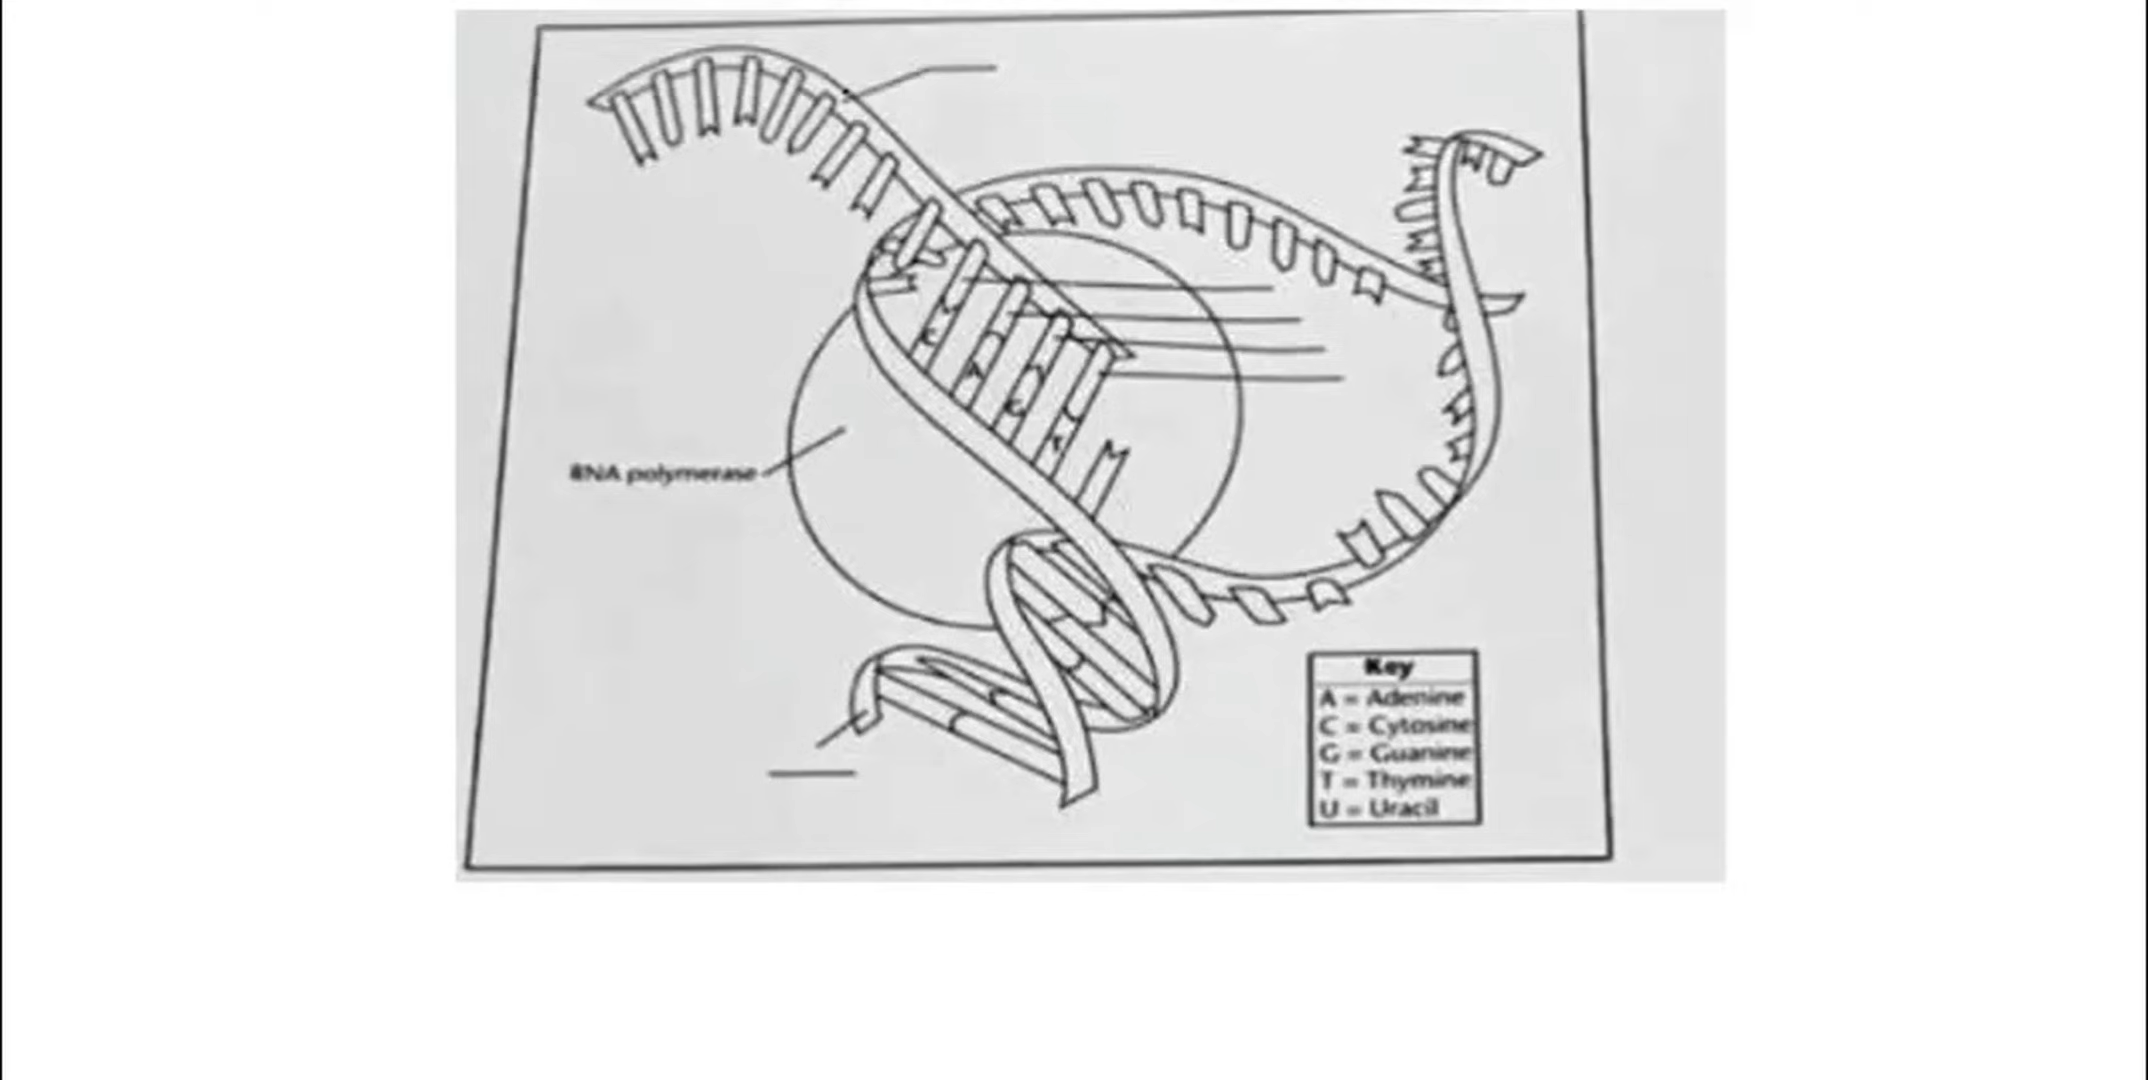 C
A
G
T
RNA polymerase
Key
A = Adenine
C = Cytosine
G = Guanine
T = Thymine
U = Uracil